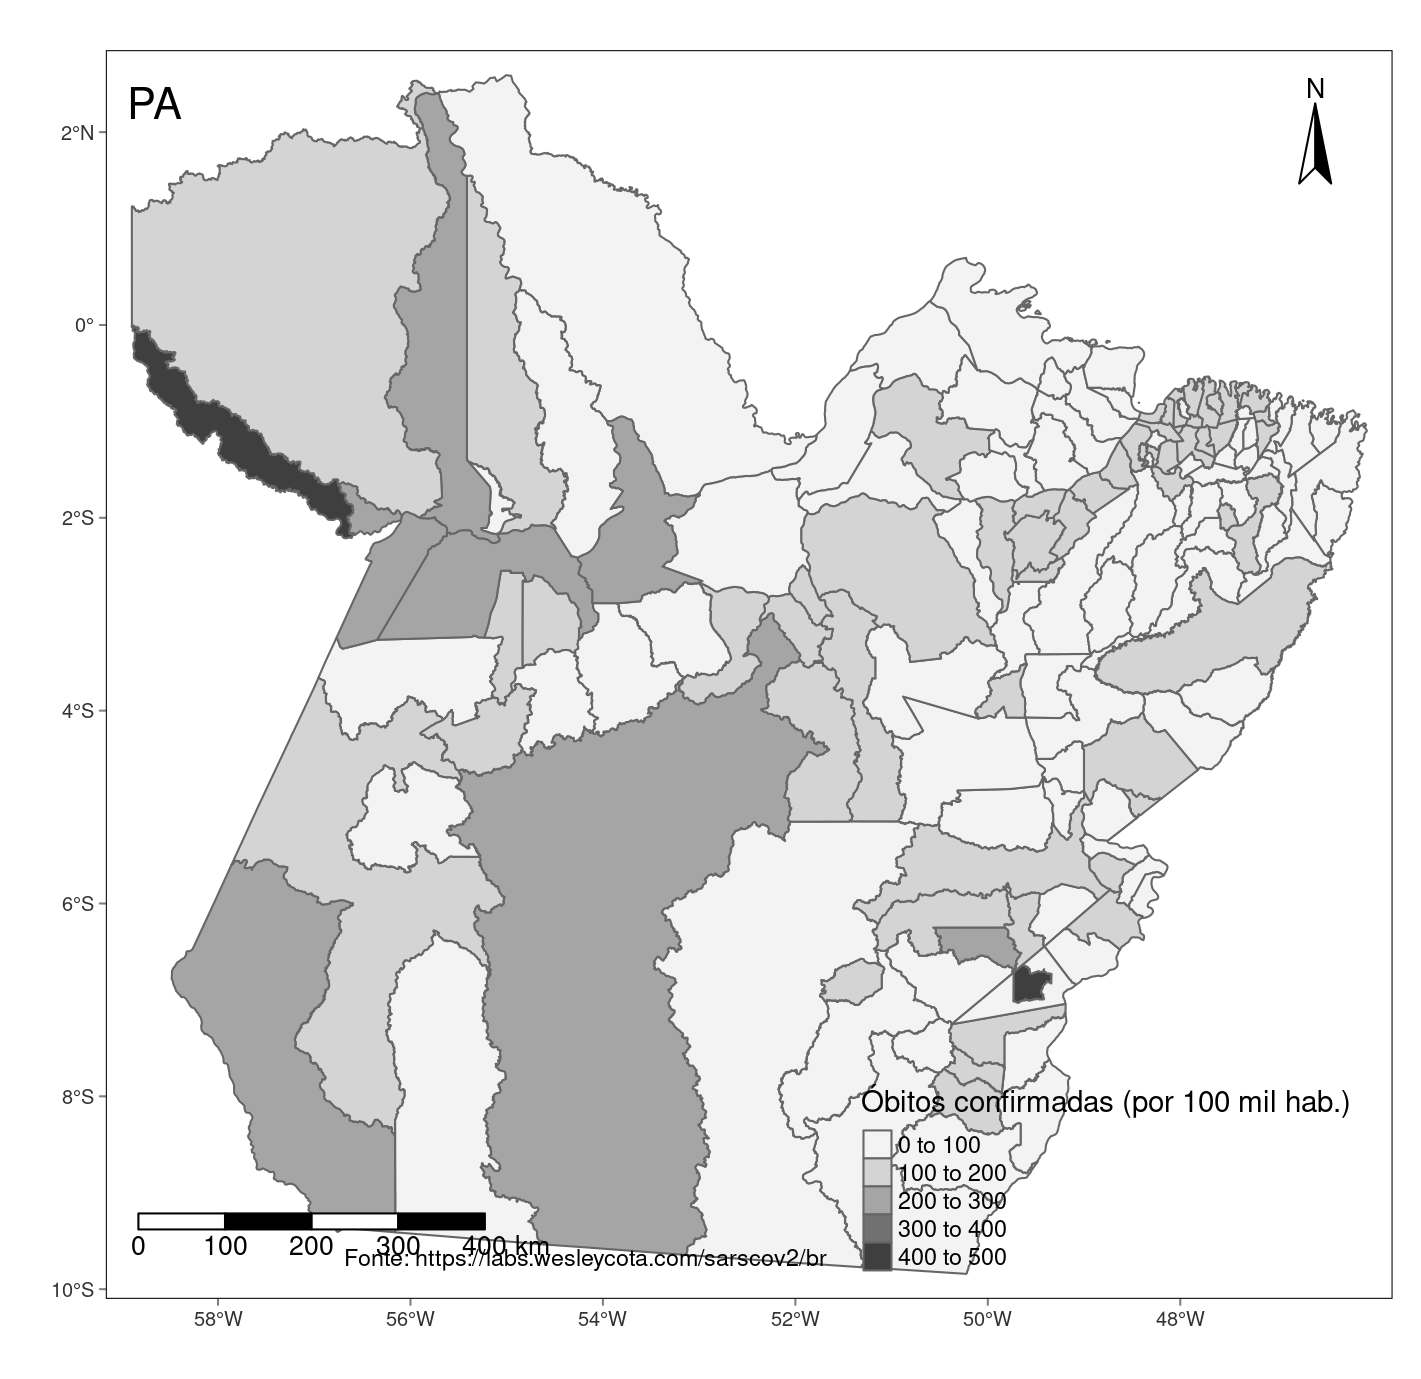 PA
N
2°N
0°
2°S
4°S
6°S
8°S
10°S
Óbitos confirmadas (por 100 mil hab.)
0 to 100
100 to 200
200 to 300
300 to 400
400 to 500
0 100 200 300 400 km
Fonte: https://labs.wesleycota.com/sarscov2/br
58°W 56°W 54°W 52°W 50°W 48°W